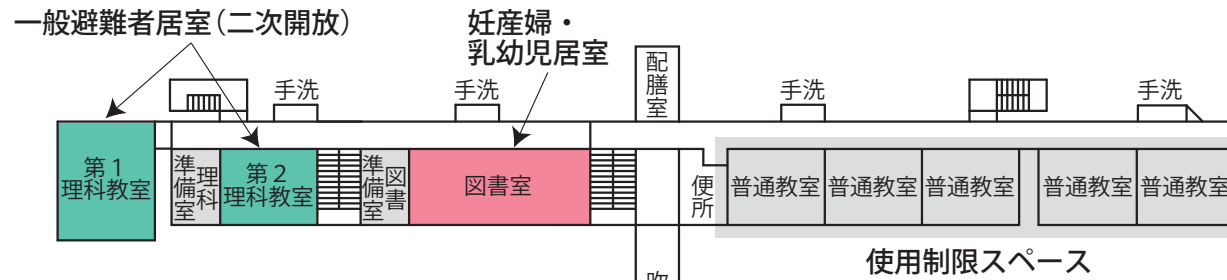 一般避難者居室（二次開放）
妊産婦・
乳幼児居室
配膳室
手洗
手洗
手洗
手洗
第１
理科教室
理科
準備室
第２
理科教室
図書
準備室
図書室
便所
普通教室
普通教室
普通教室
普通教室
普通教室
使用制限スペース